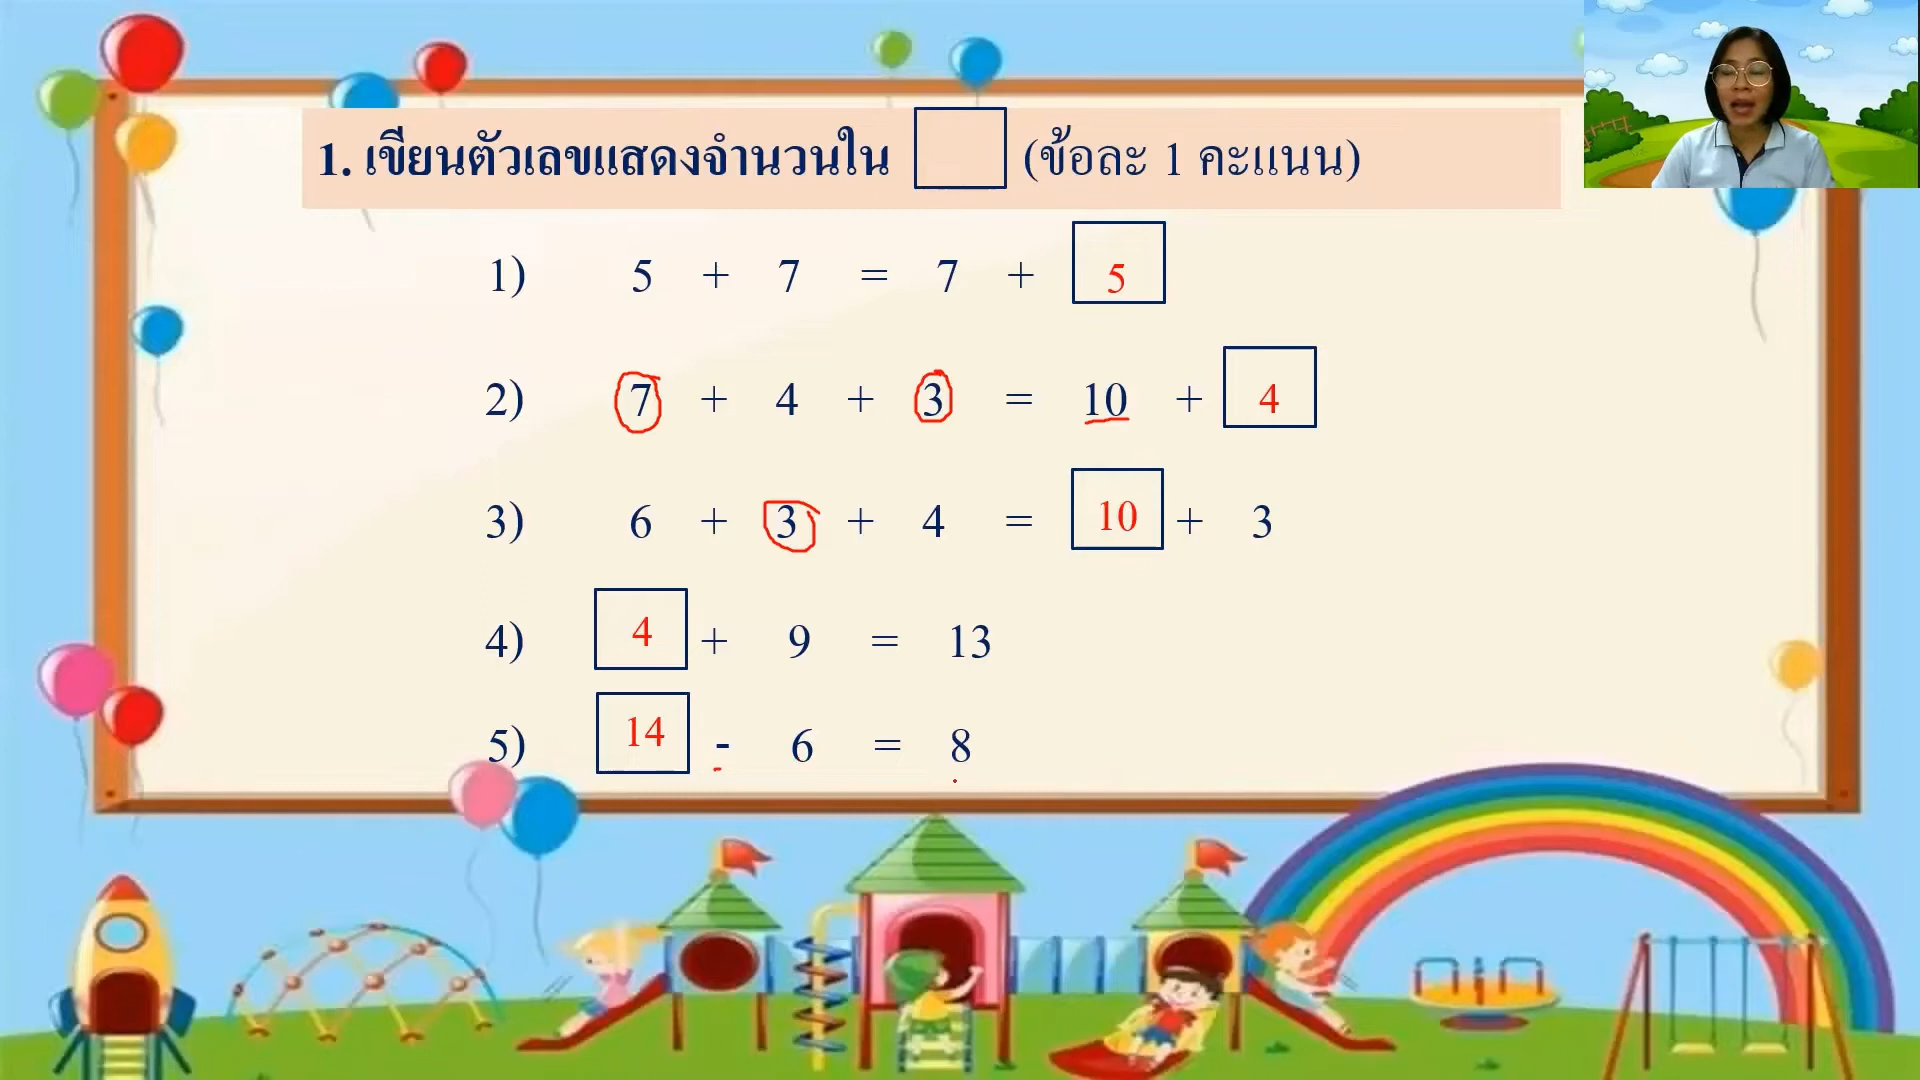 1. เขียนตัวเลขแสดงจำนวนใน (ข้อละ 1 คะแนน)
1) 5 + 7 = 7 + 5
2) 7 + 4 + 3 = 10 + 4
3) 6 + 3 + 4 = 10 + 3
4) 4 + 9 = 13
5) 14 - 6 = 8